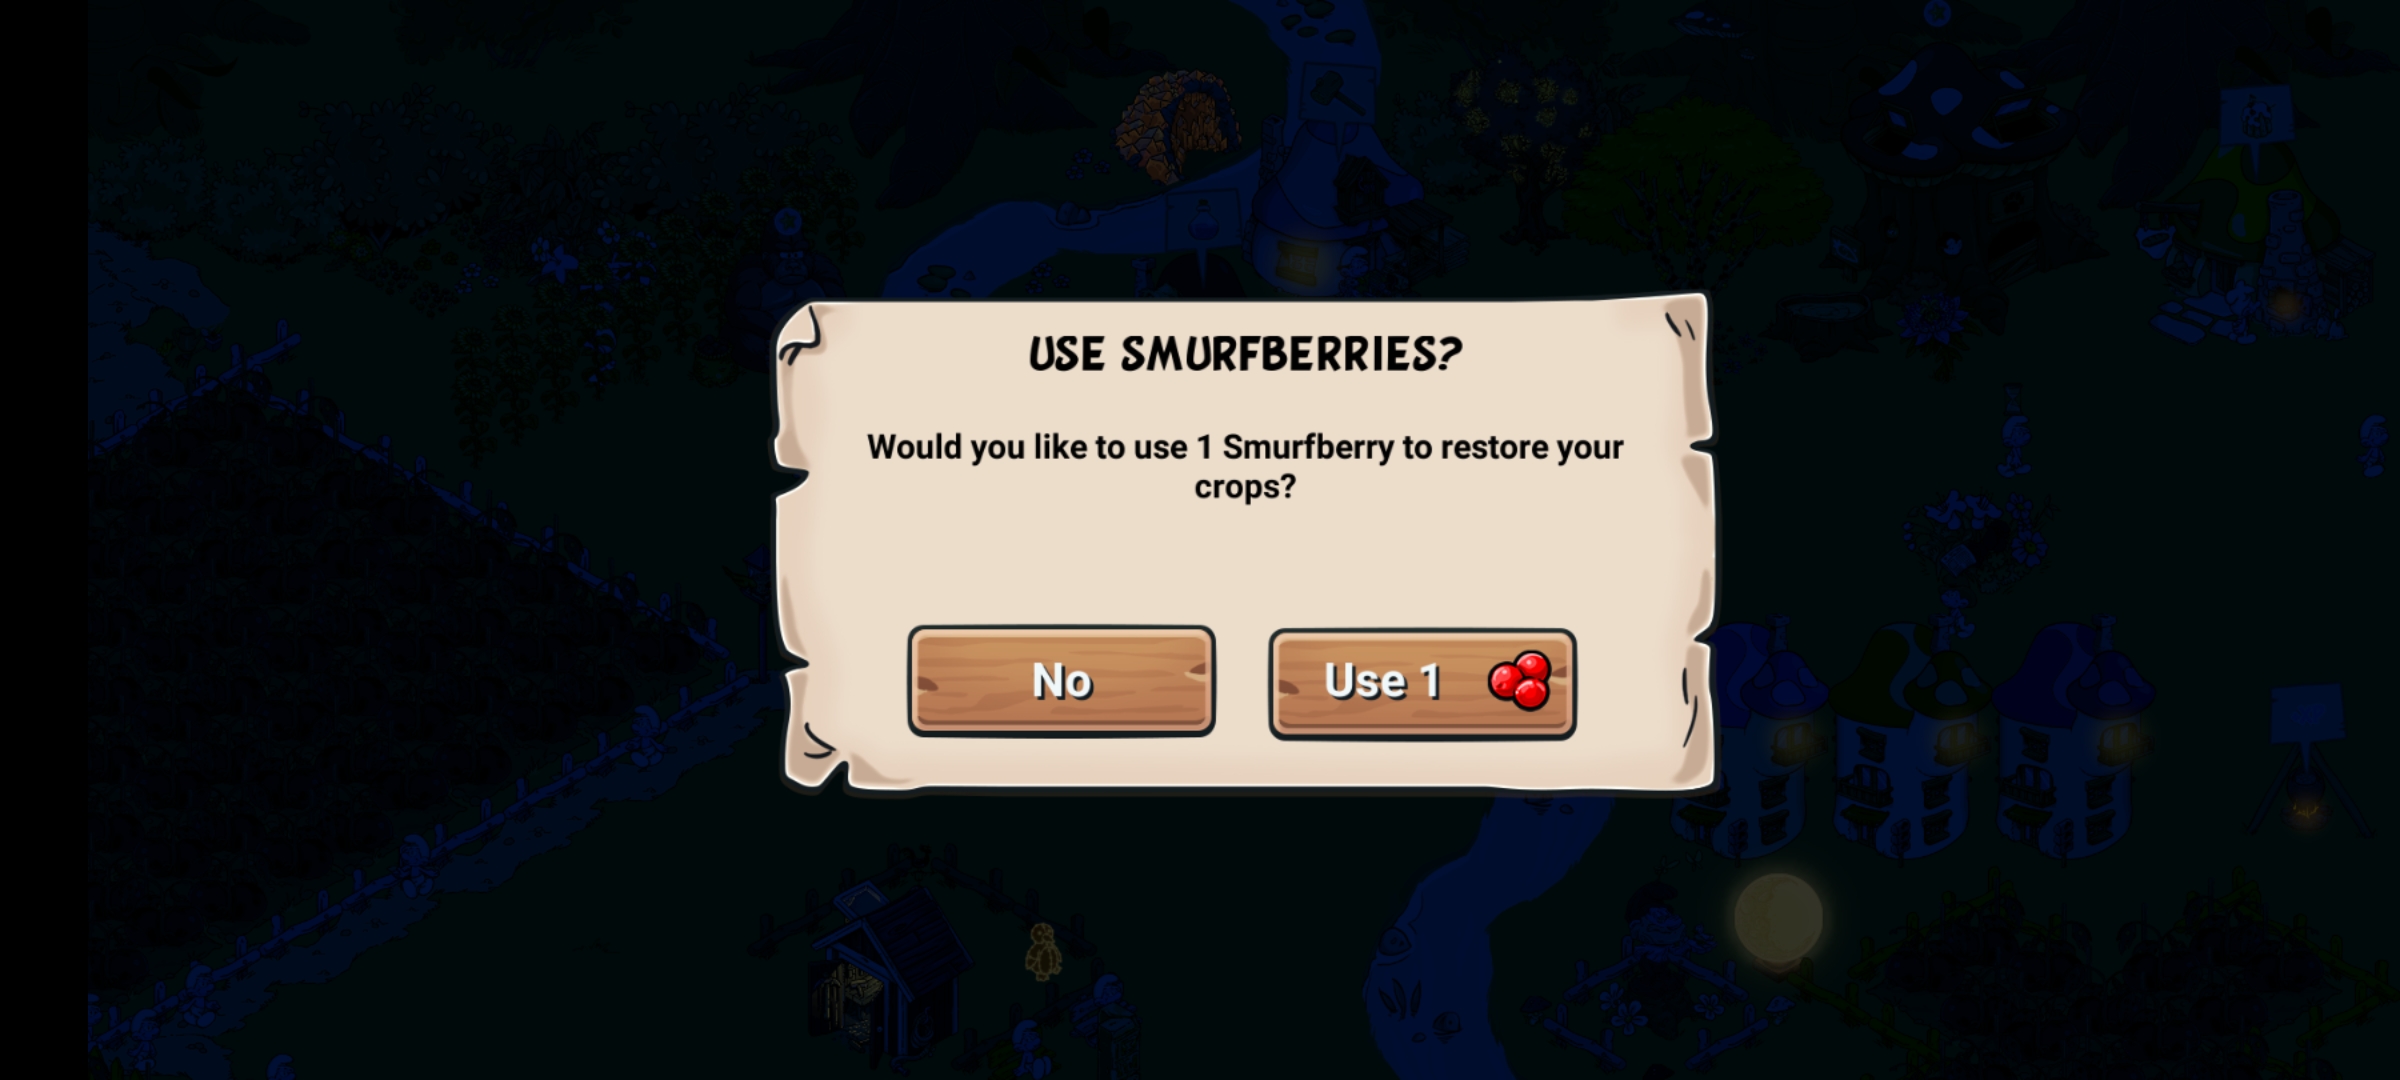 USE SMURFBERRIES?
Would you like to use 1 Smurfberry to restore your
crops?
No
Use 1